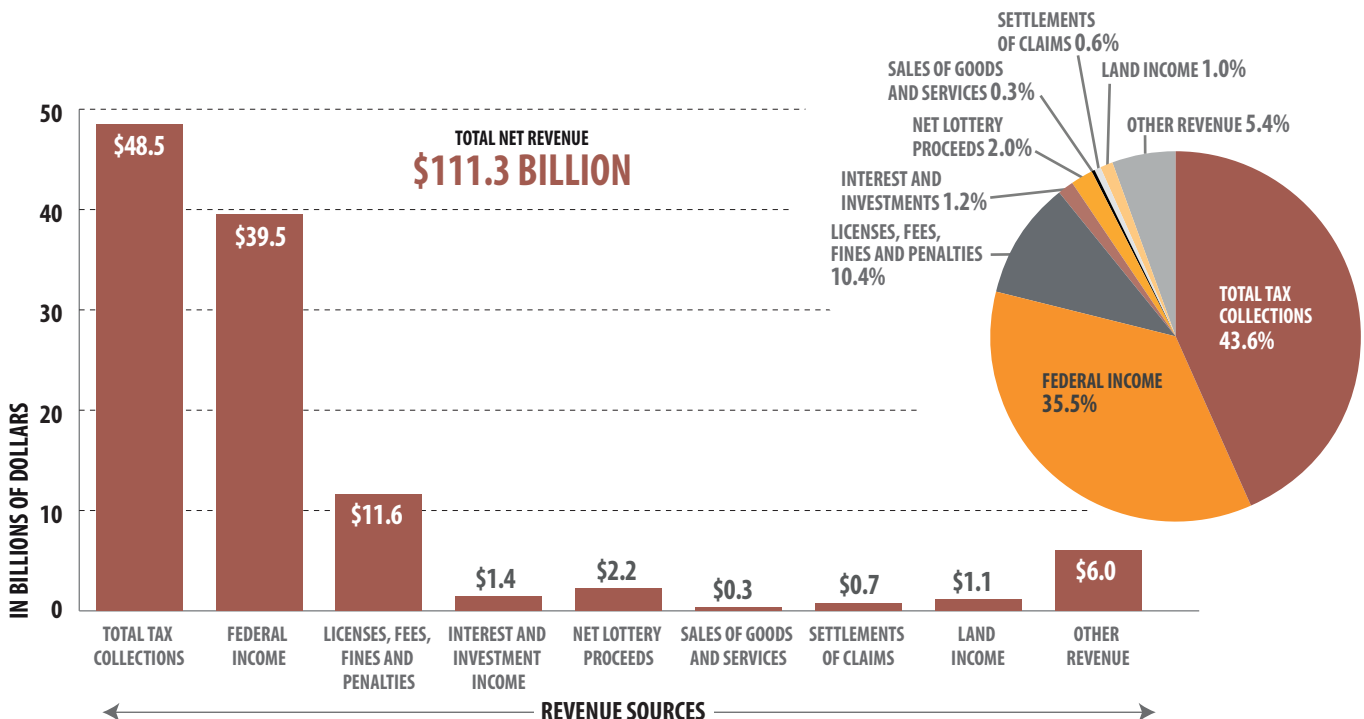 TOTAL NET REVENUE
$111.3 BILLION
IN BILLIONS OF DOLLARS
50
40
30
20
10
0
$48.5
$39.5
$11.6
$1.4
$2.2
$0.3
$0.7
$1.1
$6.0
TOTAL TAX
COLLECTIONS
FEDERAL
INCOME
LICENSES, FEES,
FINES AND
PENALTIES
INTEREST AND
INVESTMENT
INCOME
NET LOTTERY
PROCEEDS
SALES OF GOODS
AND SERVICES
SETTLEMENTS
OF CLAIMS
LAND
INCOME
OTHER
REVENUE
REVENUE SOURCES
SETTLEMENTS
OF CLAIMS 0.6%
SALES OF GOODS
AND SERVICES 0.3%
LAND INCOME 1.0%
NET LOTTERY
PROCEEDS 2.0%
OTHER REVENUE 5.4%
INTEREST AND
INVESTMENTS 1.2%
LICENSES, FEES,
FINES AND PENALTIES
10.4%
TOTAL TAX
COLLECTIONS
43.6%
FEDERAL INCOME
35.5%